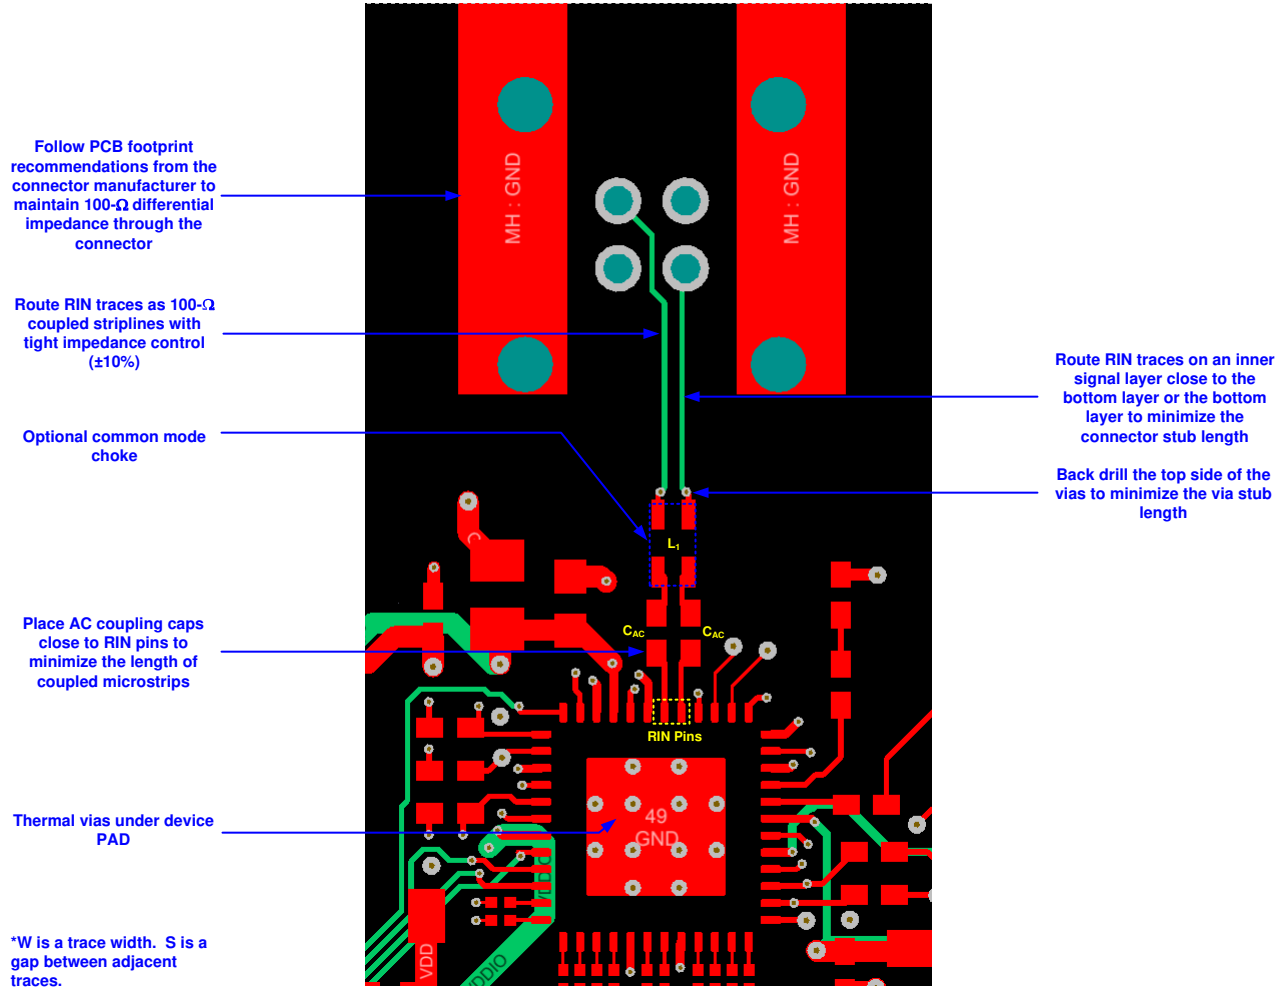 Follow PCB footprint
recommendations from the
connector manufacturer to
maintain 100-Ω differential
impedance through the
connector
Route RIN traces as 100-Ω
coupled striplines with
tight impedance control
(±10%)
Optional common mode
choke
Place AC coupling caps
close to RIN pins to
minimize the length of
coupled microstrips
Thermal vias under device
PAD
*W is a trace width. S is a
gap between adjacent
traces.
MH : GND
MH : GND
L1
C
CAC
CAC
RIN Pins
49
GND
VDDIO
VDD
VDDIO
Route RIN traces on an inner
signal layer close to the
bottom layer or the bottom
layer to minimize the
connector stub length
Back drill the top side of the
vias to minimize the via stub
length